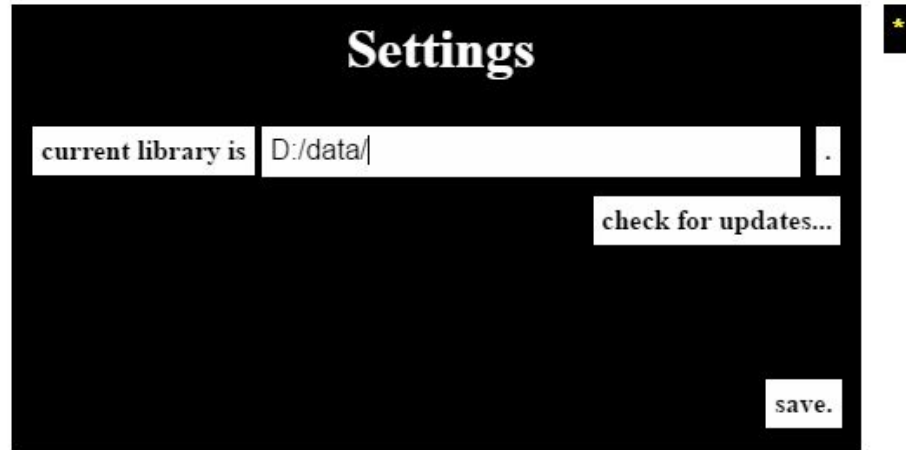 Settings
*
current library is D:/data/ .
check for updates...
save.